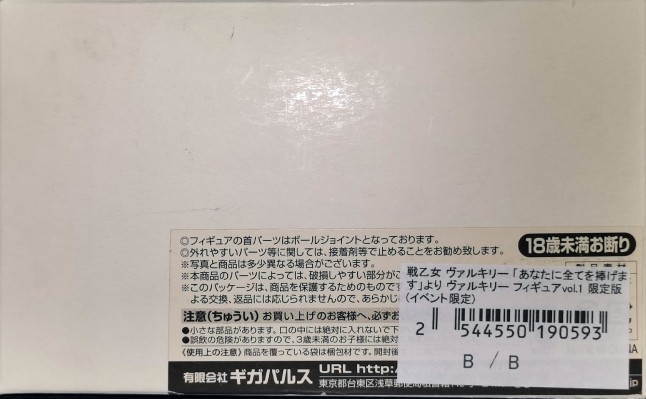 ◎フィギュアの首パーツはボールジョイントとなっております。
◎外れやすいパーツ等に関しては、接着剤等で止めることをお勧め致します。
※写真と商品は多少異なる場合がございます。
※本商品のパーツによっては、破損しやすい部分がご
※このパッケージは、商品を保護するためのものです
よる交換、返品には応じられませんので、あらかじ
注意(ちゅうい) お買い上げのお客様へ、必ずお
●小さな部品があります。口の中には絶対に入れないで下
●誤飲の危険がありますので、3歳未満のお子様には絶対
(使用上の注意) 商品を覆っている袋は梱包材です。開封後
有限会社 ギガパルス URL http:/
東京都台東区浅草郵便局
18歳未満お断り
戦乙女 ヴァルキリー「あなたに全てを捧げま
す」より ヴァルキリー フィギュアvol.1 限定版
(イベント限定)
2 544550 190593
B / B
NA